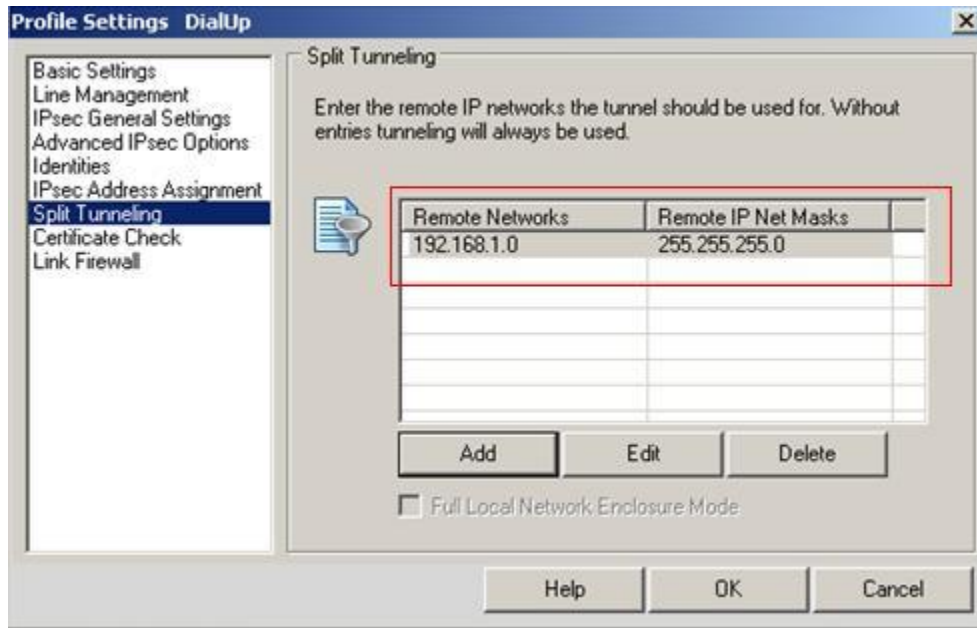 Profile Settings DialUp
Basic Settings
Line Management
IPsec General Settings
Advanced IPsec Options
Identities
IPsec Address Assignment
Split Tunneling
Certificate Check
Link Firewall
Split Tunneling
Enter the remote IP networks the tunnel should be used for. Without
entries tunneling will always be used.
Remote Networks Remote IP Net Masks
192.168.1.0 255.255.255.0
Add Edit Delete
Full Local Network Enclosure Mode
Help OK Cancel